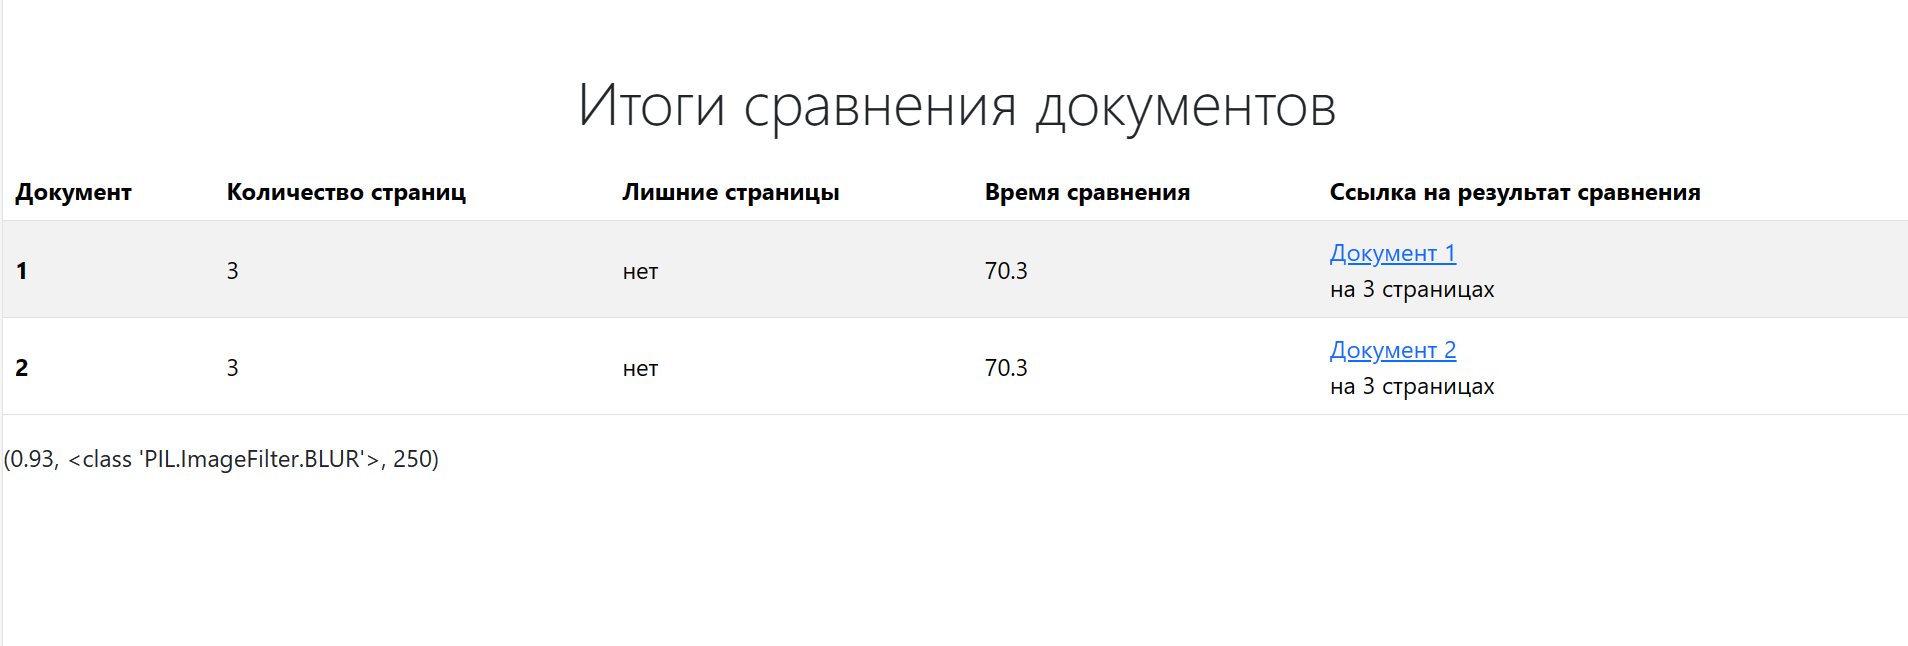 Итоги сравнения документов
Документ Количество страниц Лишние страницы Время сравнения Ссылка на результат сравнения
1 3 нет 70.3 Документ 1
на 3 страницах
2 3 нет 70.3 Документ 2
на 3 страницах
(0.93, <class 'PIL.ImageFilter.BLUR'>, 250)